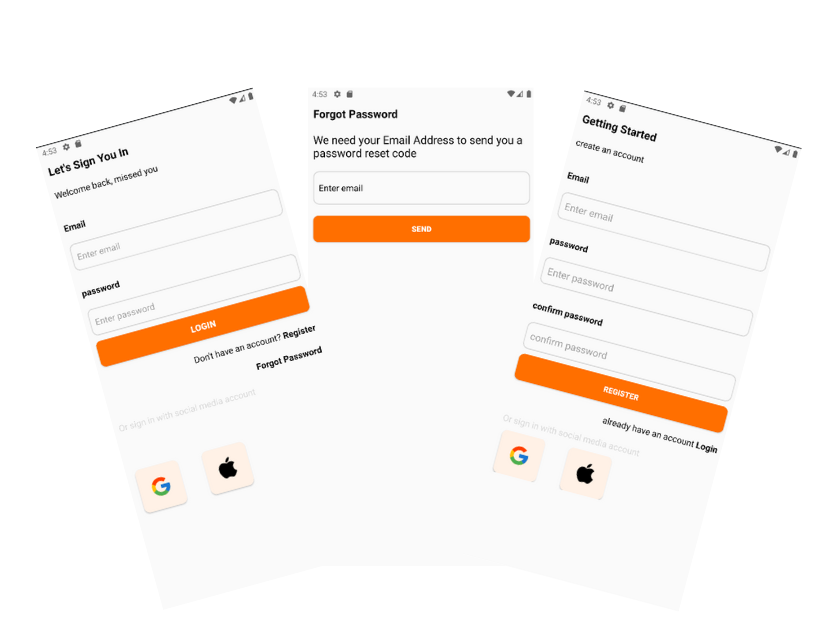 4:53
Let's Sign You In
Welcome back, missed you
Email
Enter email
password
Enter password
LOGIN
Don't have an account? Register
Forgot Password
Or sign in with social media account
4:53
Forgot Password
We need your Email Address to send you a
password reset code
Enter email
SEND
4:53
Getting Started
create an account
Email
Enter email
password
Enter password
confirm password
confirm password
REGISTER
already have an account Login
Or sign in with social media account